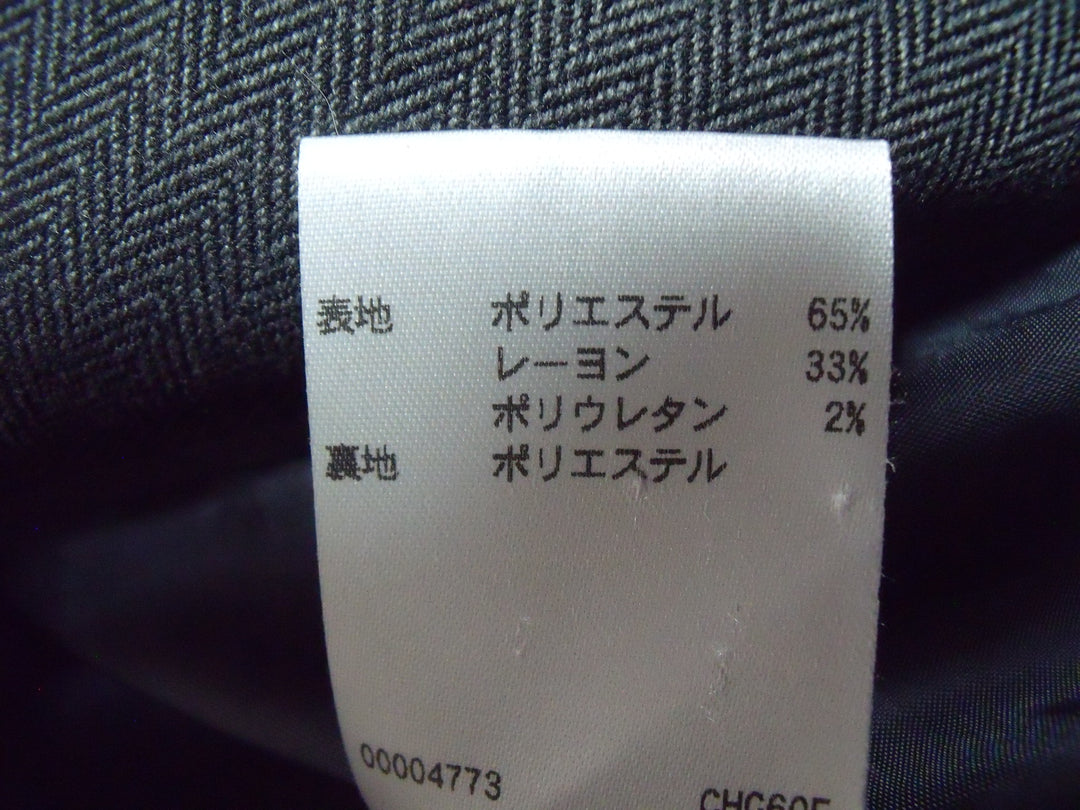 表地 ポリエステル 65%
レーヨン 33%
ポリウレタン 2%
裏地 ポリエステル
00004773